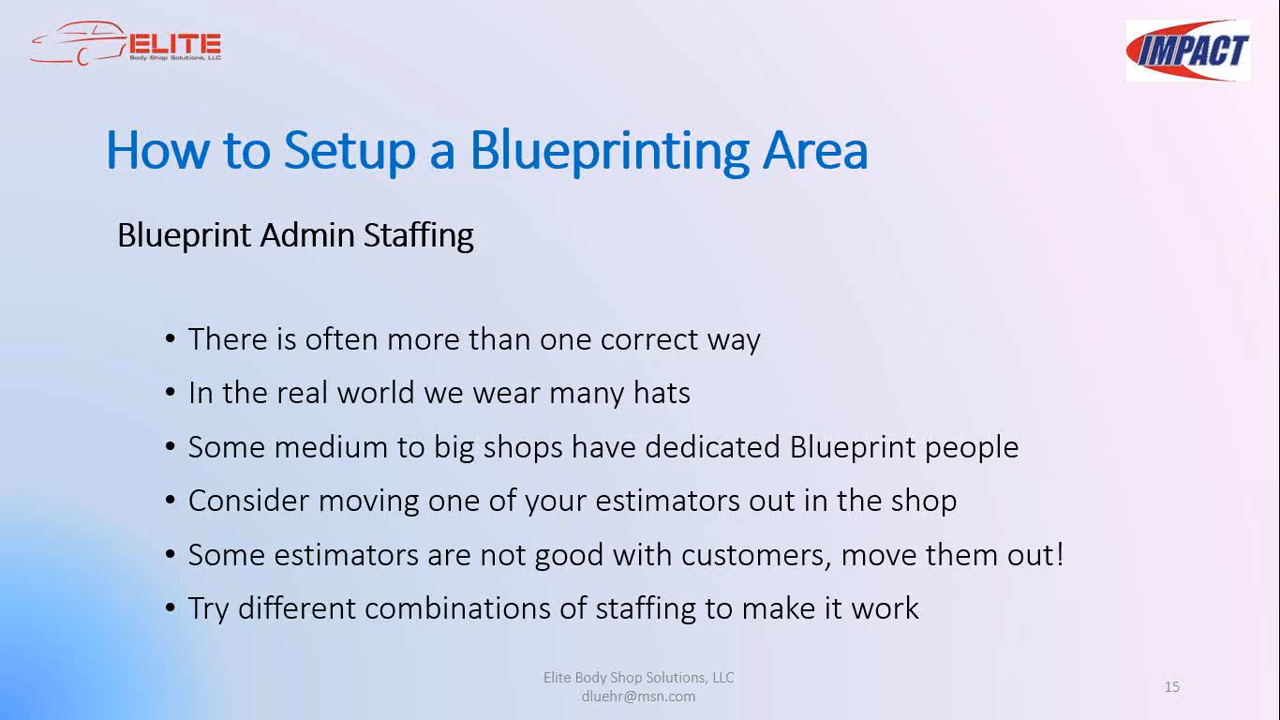 ELITE
Body Shop Solutions, LLC
IMPACT
How to Setup a Blueprinting Area
Blueprint Admin Staffing
• There is often more than one correct way
• In the real world we wear many hats
• Some medium to big shops have dedicated Blueprint people
• Consider moving one of your estimators out in the shop
• Some estimators are not good with customers, move them out!
• Try different combinations of staffing to make it work
Elite Body Shop Solutions, LLC
dluehr@msn.com
15